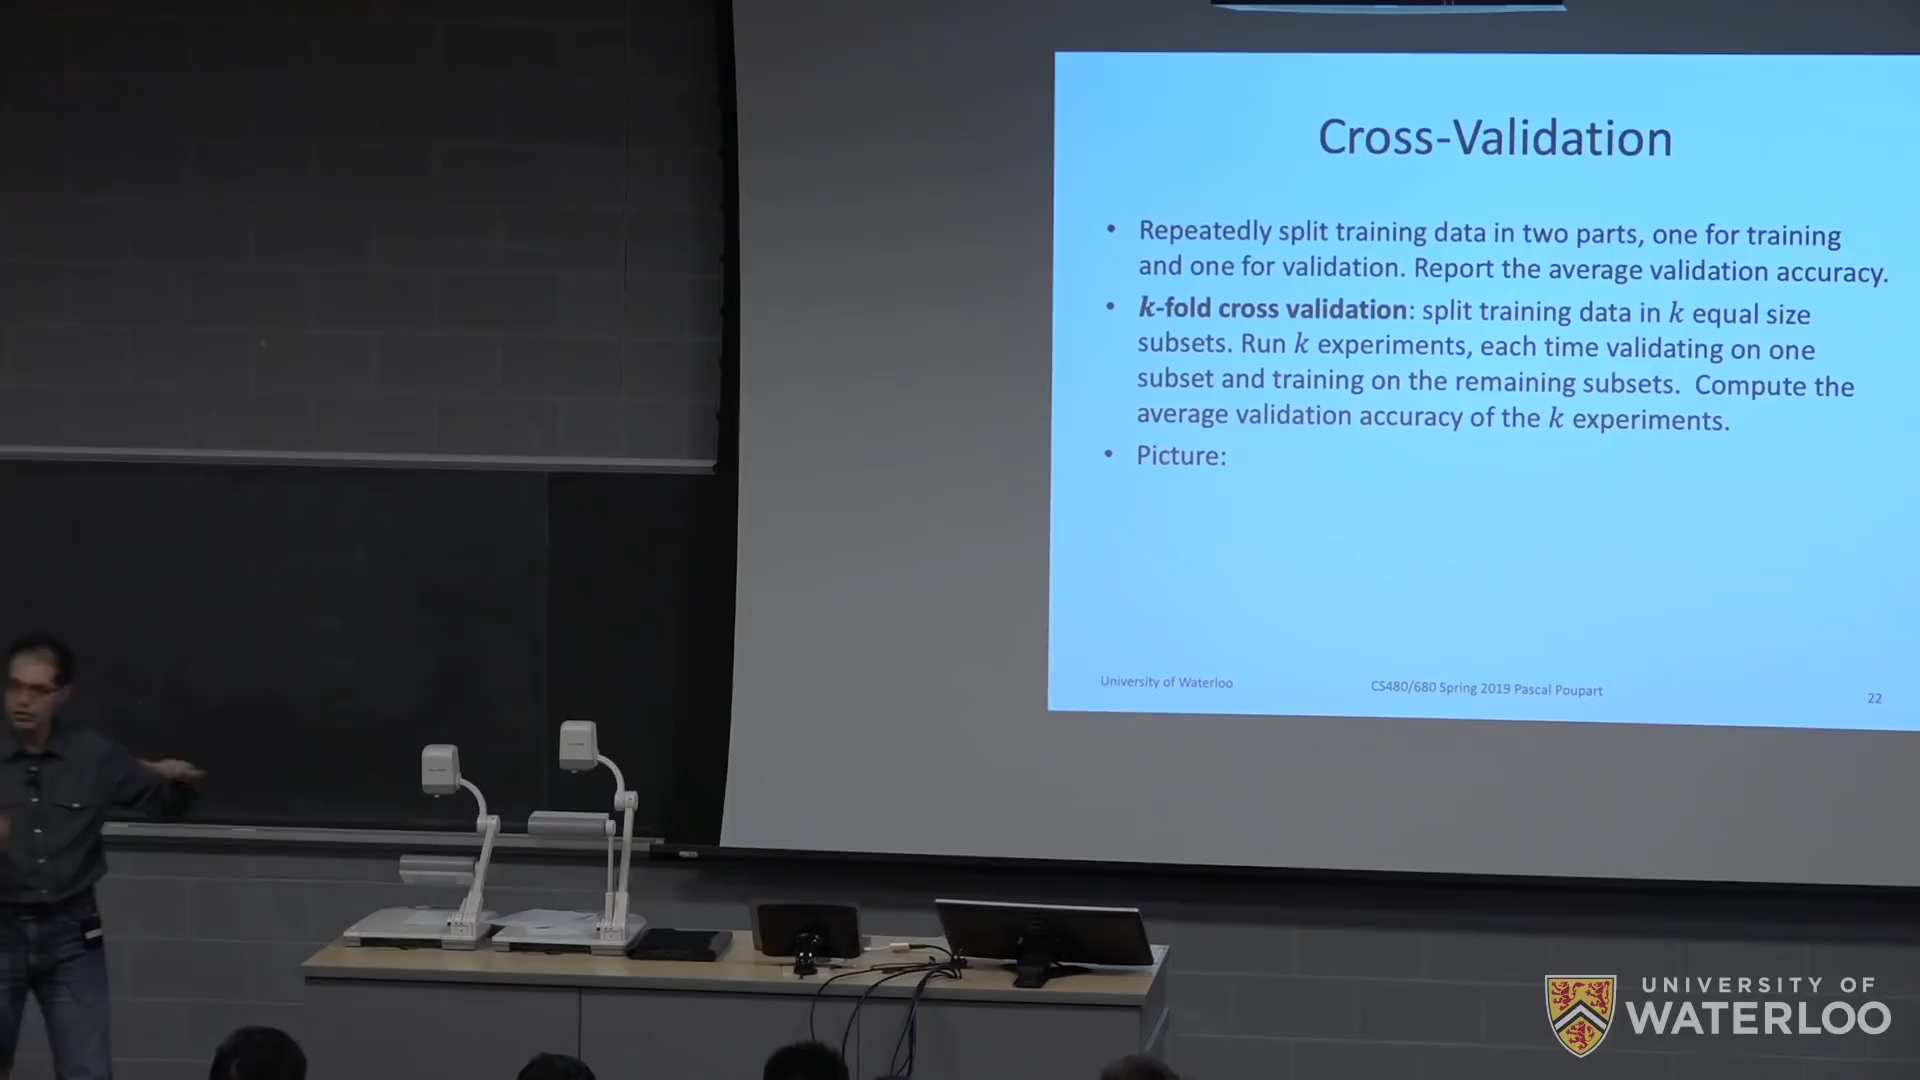 Cross-Validation
• Repeatedly split training data in two parts, one for training
and one for validation. Report the average validation accuracy.
• k-fold cross validation: split training data in k equal size
subsets. Run k experiments, each time validating on one
subset and training on the remaining subsets. Compute the
average validation accuracy of the k experiments.
• Picture:
University of Waterloo
CS480/680 Spring 2019 Pascal Poupart
22
UNIVERSITY OF
WATERLOO